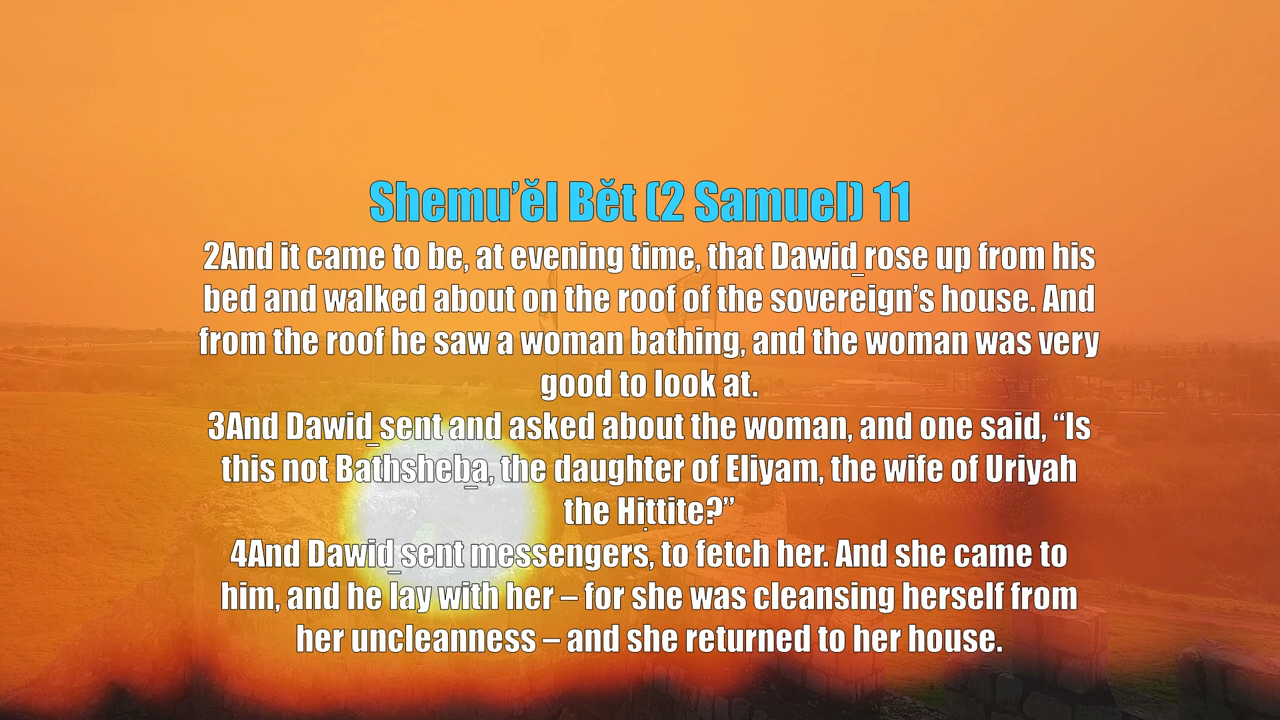 Shemu’ĕl Bĕt (2 Samuel) 11
2And it came to be, at evening time, that Dawiḏ rose up from his
bed and walked about on the roof of the sovereign’s house. And
from the roof he saw a woman bathing, and the woman was very
good to look at.
3And Dawiḏ sent and asked about the woman, and one said, “Is
this not Bathsheḇa, the daughter of Eliyam, the wife of Uriyah
the Hiṭtite?”
4And Dawiḏ sent messengers, to fetch her. And she came to
him, and he lay with her – for she was cleansing herself from
her uncleanness – and she returned to her house.